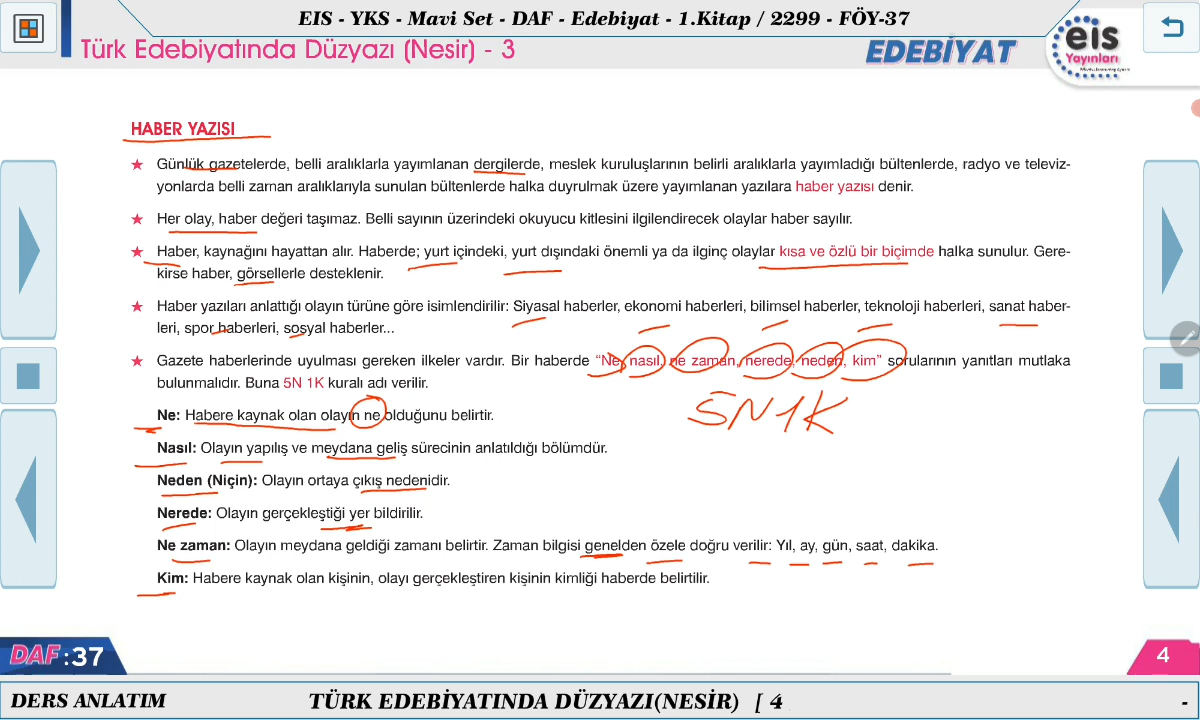 EIS - YKS - Mavi Set - DAF - Edebiyat - 1.Kitap / 2299 - FÖY-37
Türk Edebiyatında Düzyazı (Nesir) - 3
EDEBİYAT
eis
Yayınları
HABER YAZISI
★ Günlük gazetelerde, belli aralıklarla yayımlanan dergilerde, meslek kuruluşlarının belirli aralıklarla yayımladığı bültenlerde, radyo ve televiz-
yonlarda belli zaman aralıklarıyla sunulan bültenlerde halka duyrulmak üzere yayımlanan yazılara haber yazısı denir.
★ Her olay, haber değeri taşımaz. Belli sayının üzerindeki okuyucu kitlesini ilgilendirecek olaylar haber sayılır.
★ Haber, kaynağını hayattan alır. Haberde; yurt içindeki, yurt dışındaki önemli ya da ilginç olaylar kısa ve özlü bir biçimde halka sunulur. Gere-
kirse haber, görsellerle desteklenir.
★ Haber yazıları anlattığı olayın türüne göre isimlendirilir: Siyasal haberler, ekonomi haberleri, bilimsel haberler, teknoloji haberleri, sanat haber-
leri, spor haberleri, sosyal haberler...
★ Gazete haberlerinde uyulması gereken ilkeler vardır. Bir haberde “Ne, nasıl, ne zaman, nerede, neden, kim” sorularının yanıtları mutlaka
bulunmalıdır. Buna 5N 1K kuralı adı verilir.
5N1K
Ne: Habere kaynak olan olayın ne olduğunu belirtir.
Nasıl: Olayın yapılış ve meydana geliş sürecinin anlatıldığı bölümdür.
Neden (Niçin): Olayın ortaya çıkış nedenidir.
Nerede: Olayın gerçekleştiği yer bildirilir.
Ne zaman: Olayın meydana geldiği zamanı belirtir. Zaman bilgisi genelden özele doğru verilir: Yıl, ay, gün, saat, dakika.
Kim: Habere kaynak olan kişinin, olayı gerçekleştiren kişinin kimliği haberde belirtilir.
DAF:37
4
DERS ANLATIM
TÜRK EDEBİYATINDA DÜZYAZI(NESİR) [ 4
-